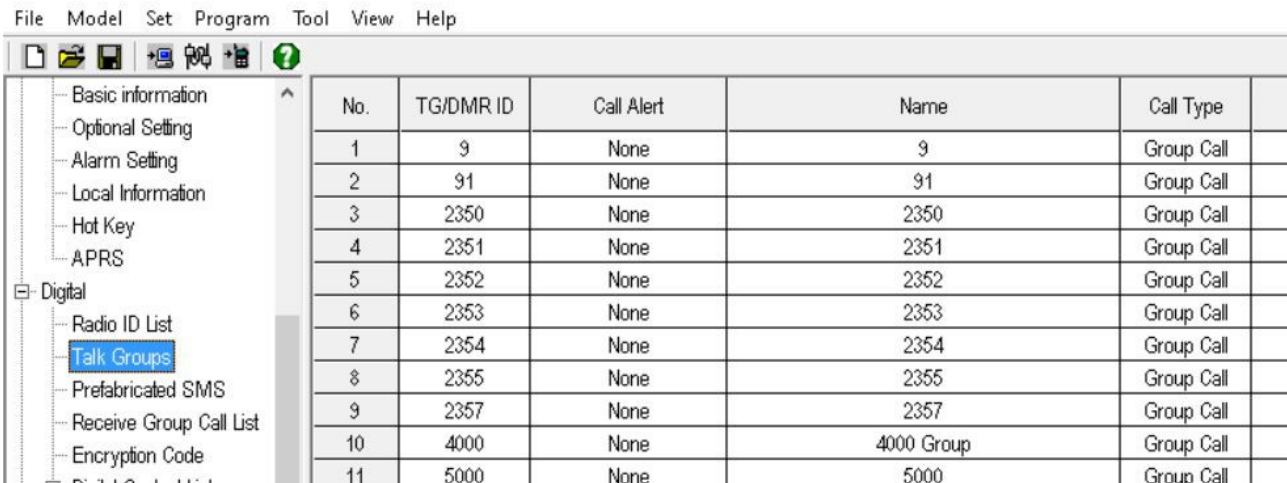 File Model Set Program Tool View Help
Basic information
Optional Setting
Alarm Setting
Local Information
Hot Key
APRS
Digital
Radio ID List
Talk Groups
Prefabricated SMS
Receive Group Call List
Encryption Code
No. TG/DMR ID Call Alert Name Call Type
1 9 None 9 Group Call
2 91 None 91 Group Call
3 2350 None 2350 Group Call
4 2351 None 2351 Group Call
5 2352 None 2352 Group Call
6 2353 None 2353 Group Call
7 2354 None 2354 Group Call
8 2355 None 2355 Group Call
9 2357 None 2357 Group Call
10 4000 None 4000 Group Group Call
11 5000 None 5000 Group Call